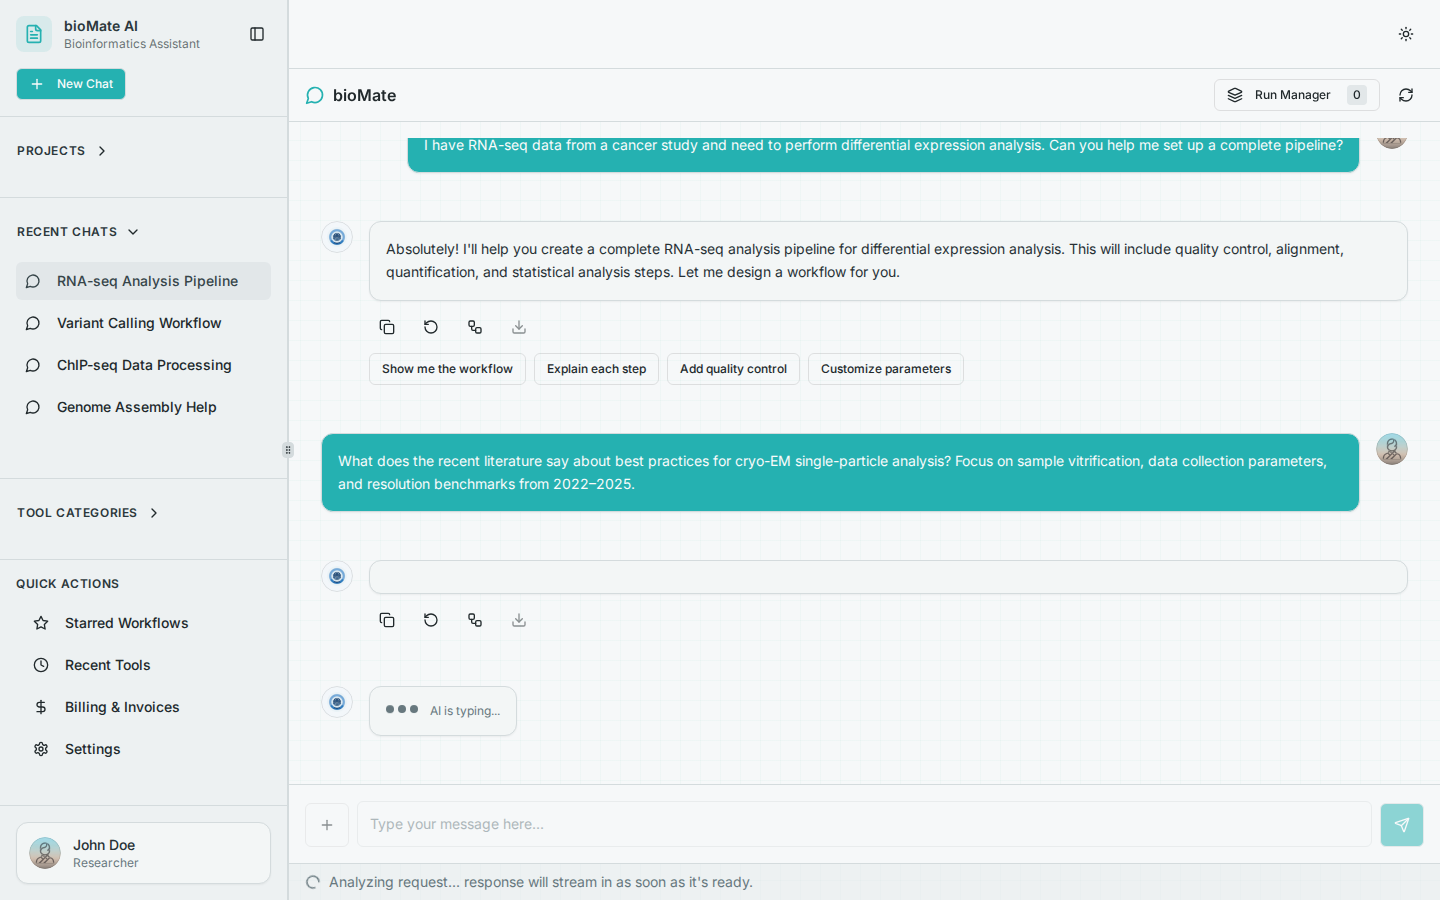 bioMate AI
Bioinformatics Assistant
New Chat
PROJECTS
RECENT CHATS
RNA-seq Analysis Pipeline
Variant Calling Workflow
ChIP-seq Data Processing
Genome Assembly Help
TOOL CATEGORIES
QUICK ACTIONS
Starred Workflows
Recent Tools
Billing & Invoices
Settings
John Doe
Researcher
bioMate
Run Manager 0
I have RNA-seq data from a cancer study and need to perform differential expression analysis. Can you help me set up a complete pipeline?
Absolutely! I'll help you create a complete RNA-seq analysis pipeline for differential expression analysis. This will include quality control, alignment,
quantification, and statistical analysis steps. Let me design a workflow for you.
Show me the workflow
Explain each step
Add quality control
Customize parameters
What does the recent literature say about best practices for cryo-EM single-particle analysis? Focus on sample vitrification, data collection parameters,
and resolution benchmarks from 2022–2025.
AI is typing...
Type your message here...
Analyzing request... response will stream in as soon as it's ready.